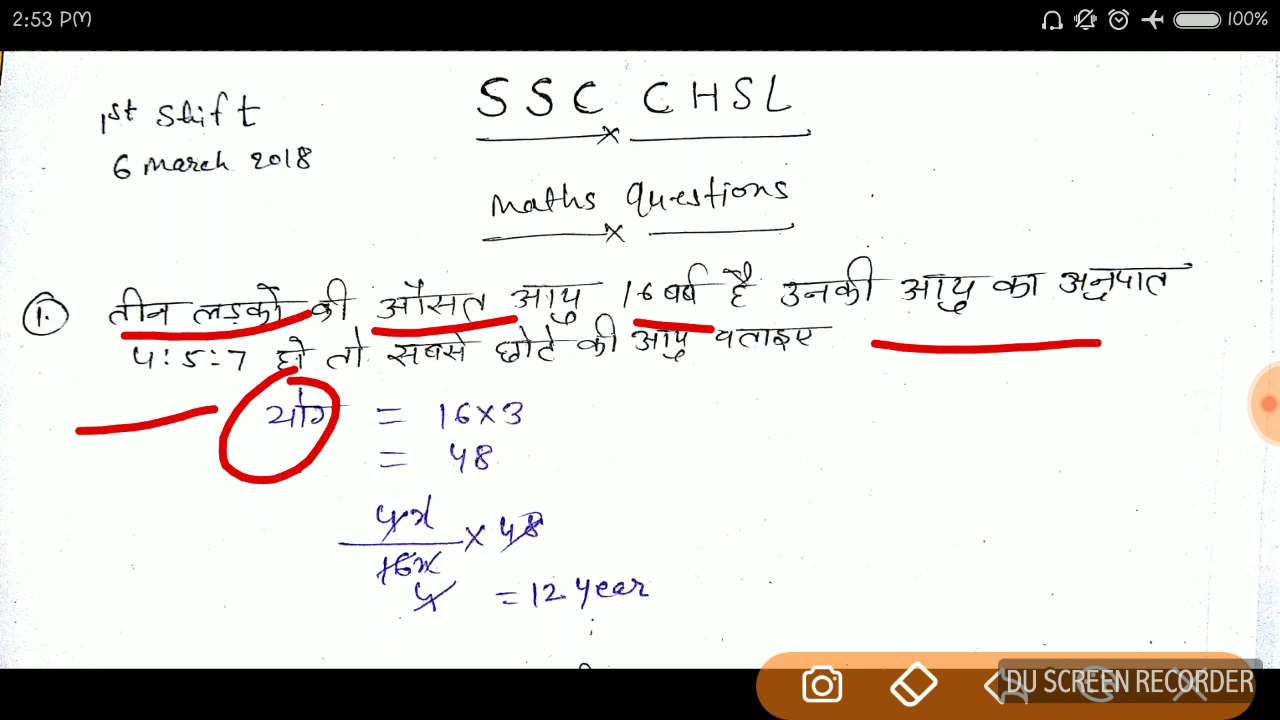 2:53 PM
100%
1st Shift
6 March 2018
SSC CHSL
Maths Questions
1. तीन लड़को की औसत आयु 16 वर्ष है उनकी आयु का अनुपात
4:5:7 हो तो सबसे छोटे की आयु बताइए
योग = 16×3
= 48
4x
× 48
16x
4
= 12 year
DU SCREEN RECORDER